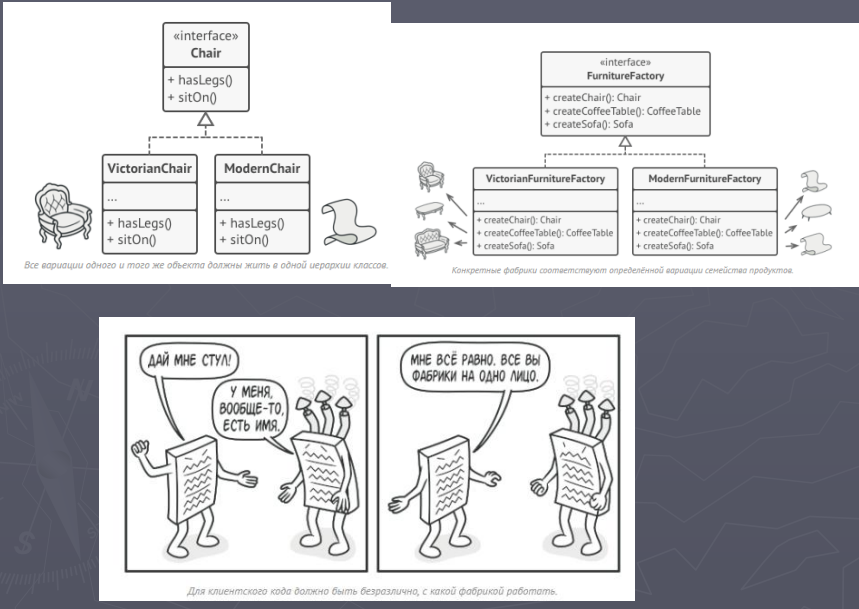 «interface»
Chair
+ hasLegs()
+ sitOn()
VictorianChair
...
+ hasLegs()
+ sitOn()
ModernChair
...
+ hasLegs()
+ sitOn()
Все вариации одного и того же объекта должны жить в одной иерархии классов.
«interface»
FurnitureFactory
+ createChair(): Chair
+ createCoffeeTable(): CoffeeTable
+ createSofa(): Sofa
VictorianFurnitureFactory
...
+ createChair(): Chair
+ createCoffeeTable(): CoffeeTable
+ createSofa(): Sofa
ModernFurnitureFactory
...
+ createChair(): Chair
+ createCoffeeTable(): CoffeeTable
+ createSofa(): Sofa
Конкретные фабрики соответствуют определённой вариации семейства продуктов.
ДАЙ МНЕ СТУЛ!
У МЕНЯ,
ВООБЩЕ-ТО,
ЕСТЬ ИМЯ.
МНЕ ВСЁ РАВНО. ВСЕ ВЫ
ФАБРИКИ НА ОДНО ЛИЦО.
Для клиентского кода должно быть безразлично, с какой фабрикой работать.
N
S